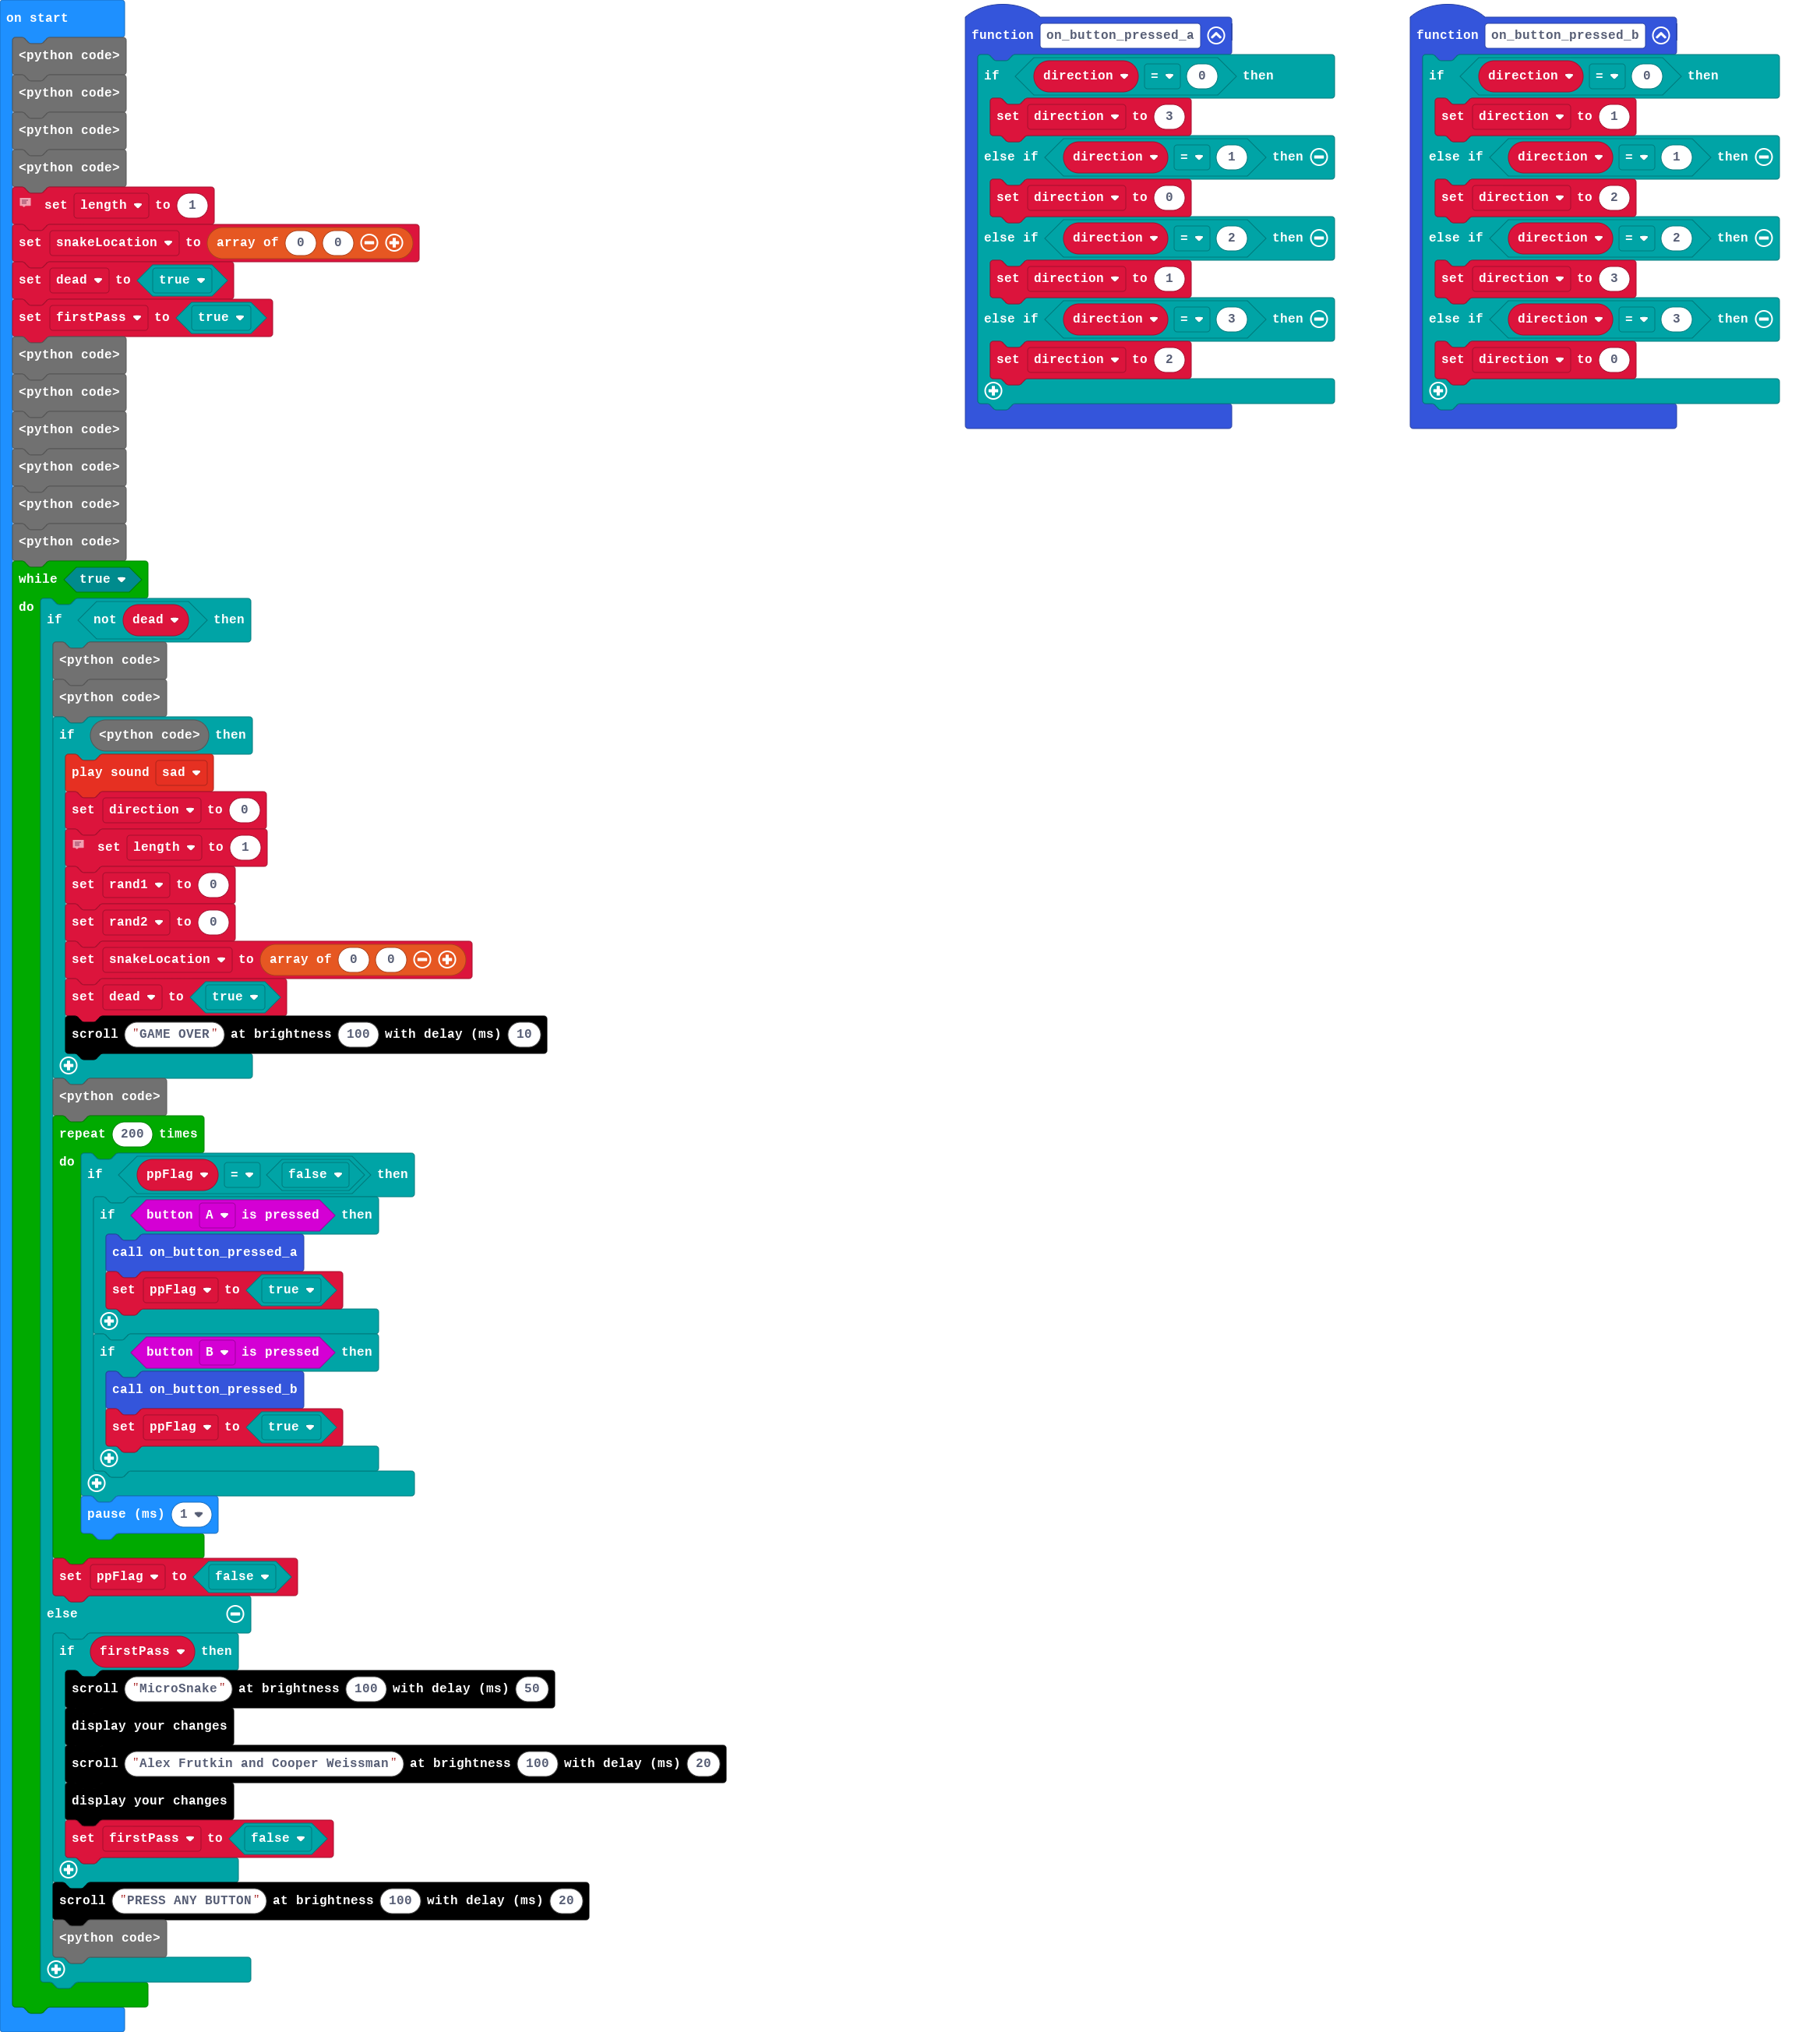 on start
<python code>
<python code>
<python code>
<python code>
set length to 1
set snakeLocation to array of 0 0
set dead to true
set firstPass to true
<python code>
<python code>
<python code>
<python code>
<python code>
<python code>
while true
do
if not dead then
<python code>
<python code>
if <python code> then
play sound sad
set direction to 0
set length to 1
set rand1 to 0
set rand2 to 0
set snakeLocation to array of 0 0
set dead to true
scroll "GAME OVER" at brightness 100 with delay (ms) 10
<python code>
repeat 200 times
do
if ppFlag = false then
if button A is pressed then
call on_button_pressed_a
set ppFlag to true
if button B is pressed then
call on_button_pressed_b
set ppFlag to true
pause (ms) 1
set ppFlag to false
else
if firstPass then
scroll "MicroSnake" at brightness 100 with delay (ms) 50
display your changes
scroll "Alex Frutkin and Cooper Weissman" at brightness 100 with delay (ms) 20
display your changes
set firstPass to false
scroll "PRESS ANY BUTTON" at brightness 100 with delay (ms) 20
<python code>
function on_button_pressed_a
if direction = 0 then
set direction to 3
else if direction = 1 then
set direction to 0
else if direction = 2 then
set direction to 1
else if direction = 3 then
set direction to 2
function on_button_pressed_b
if direction = 0 then
set direction to 1
else if direction = 1 then
set direction to 2
else if direction = 2 then
set direction to 3
else if direction = 3 then
set direction to 0